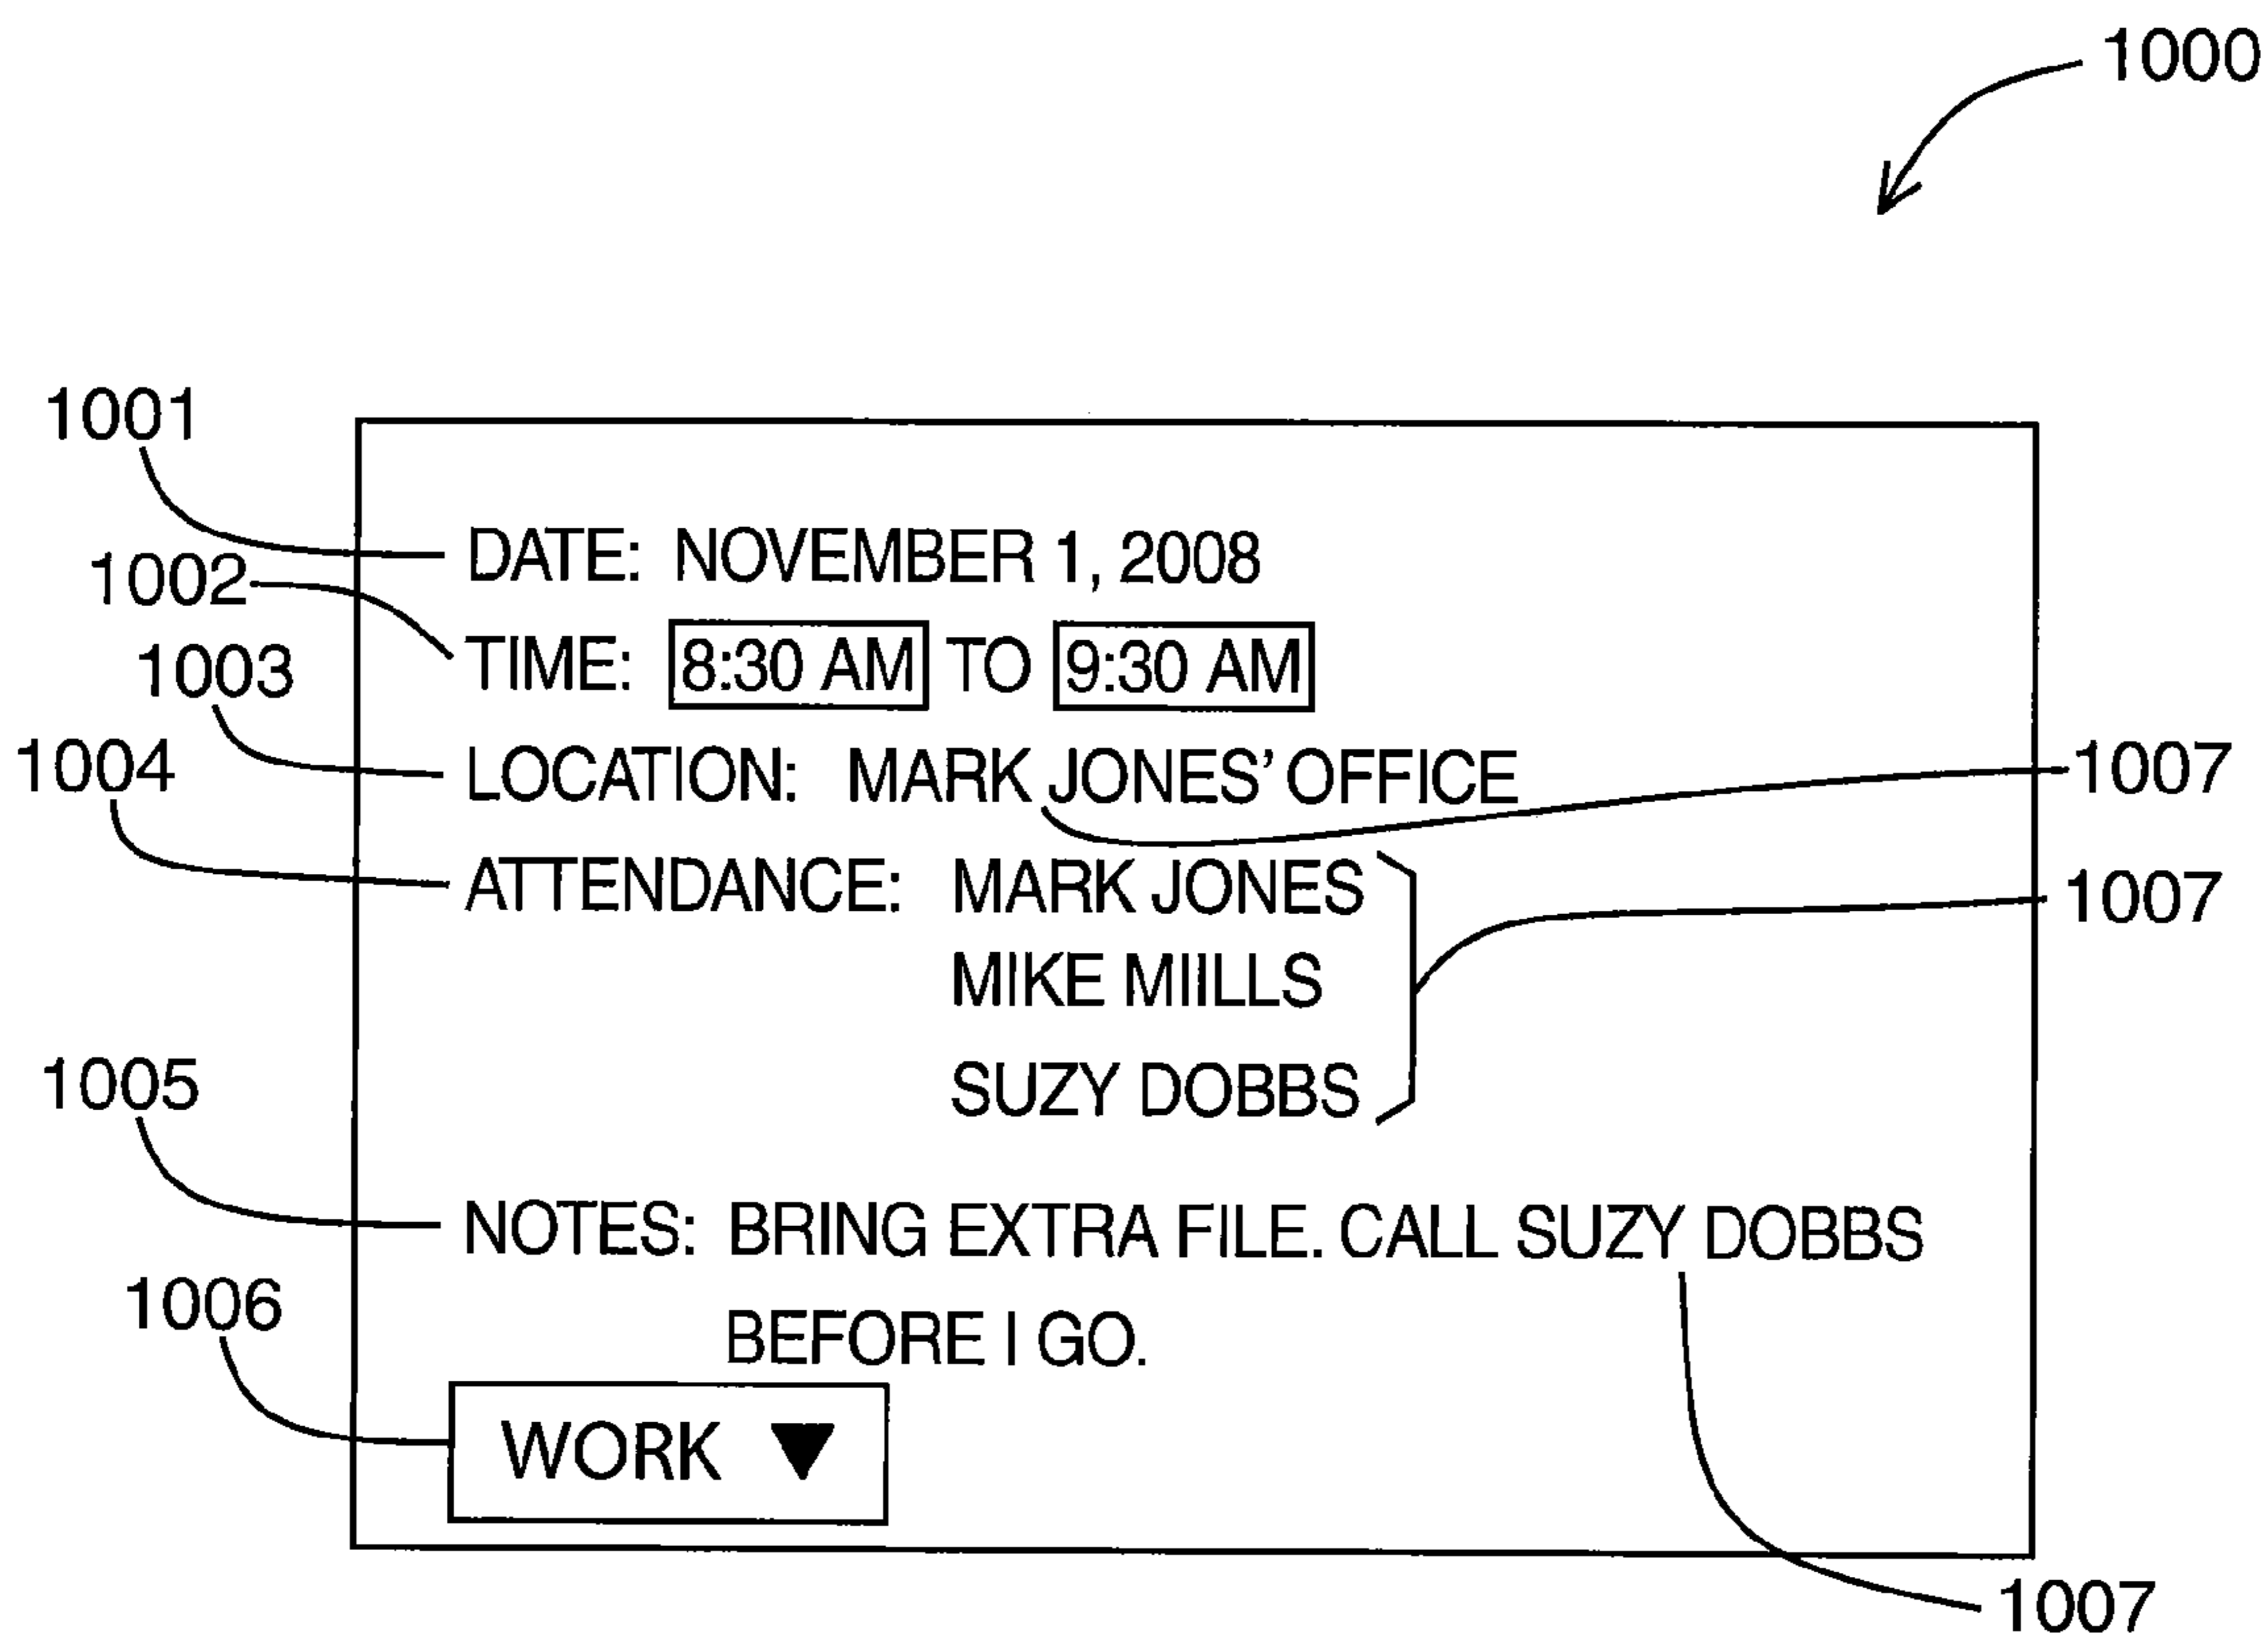 1000
1001
DATE: NOVEMBER 1, 2008
1002
TIME: 8:30 AM TO 9:30 AM
1003
LOCATION: MARK JONES' OFFICE
1007
1004
ATTENDANCE: MARK JONES
1007
MIKE MIILLS
SUZY DOBBS
1005
NOTES: BRING EXTRA FILE. CALL SUZY DOBBS
1006
BEFORE I GO.
WORK
1007